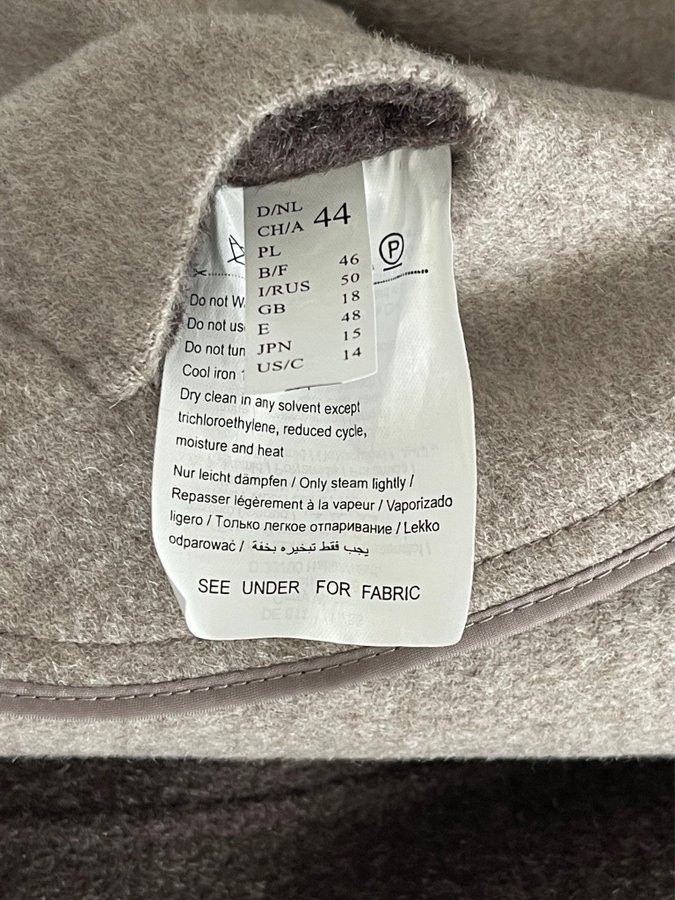 D/NL
CH/A 44
PL
B/F 46
I/RUS 50
GB 18
E 48
JPN 15
US/C 14
P
Do not
Do not
Do not
Cool iron
Dry clean in any solvent except
trichloroethylene, reduced cycle,
moisture and heat
Nur leicht dämpfen / Only steam lightly /
Repasser légèrement à la vapeur / Vaporizado
ligero / Только легкое отпаривание / Lekko
odparować / يجب فقط تبخيره بخفة
SEE UNDER FOR FABRIC